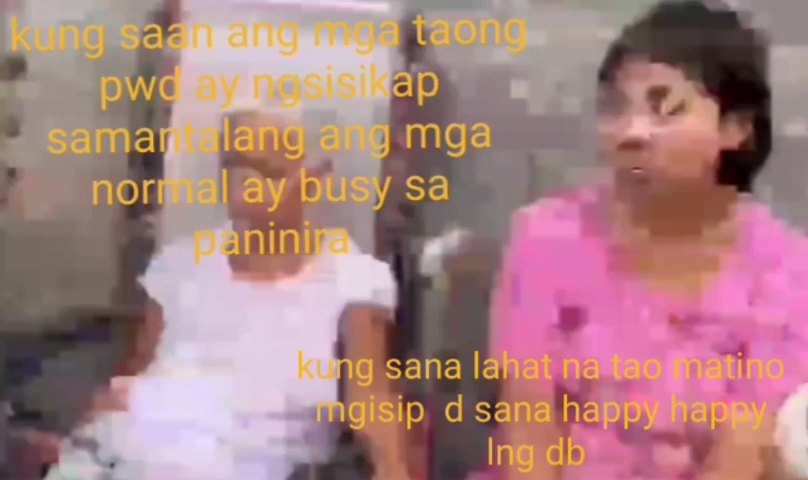 kung saan ang mga taong
pwd ay ngsisikap
samantalang ang mga
normal ay busy sa
paninira
kung sana lahat na tao matino
mgisip d sana happy happy
lng db